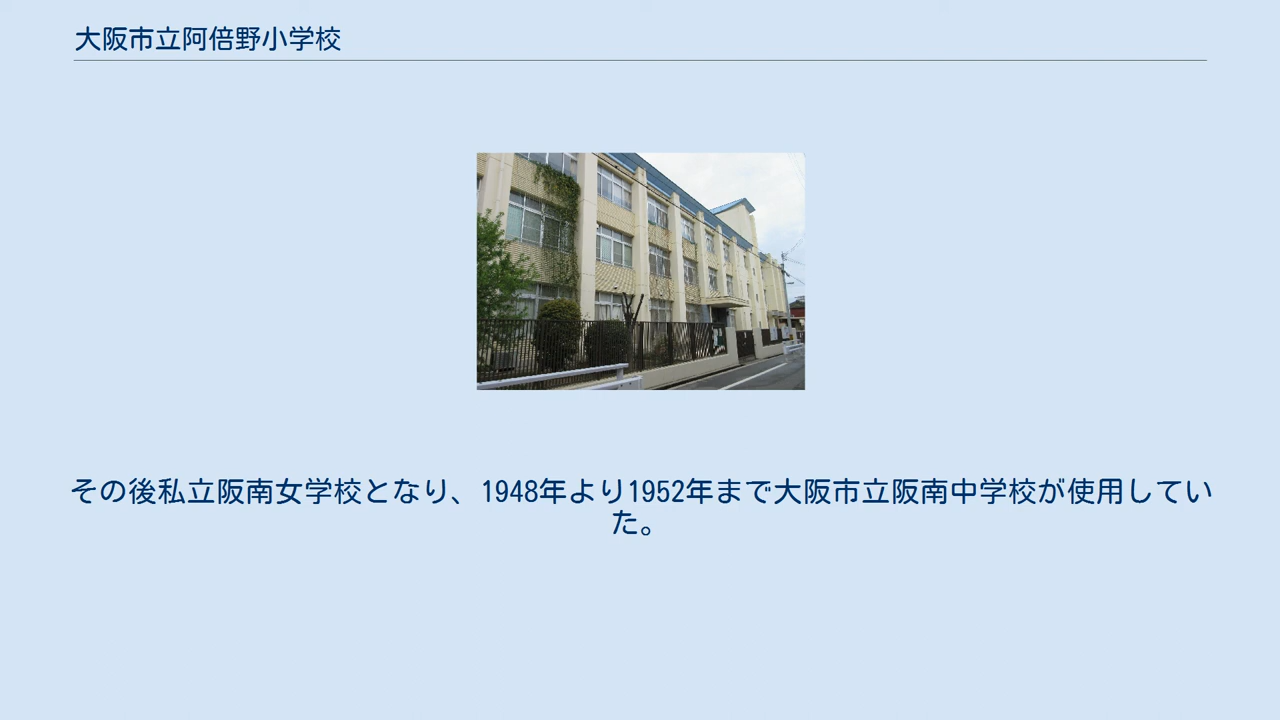 大阪市立阿倍野小学校
その後私立阪南女学校となり、1948年より1952年まで大阪市立阪南中学校が使用してい
た。